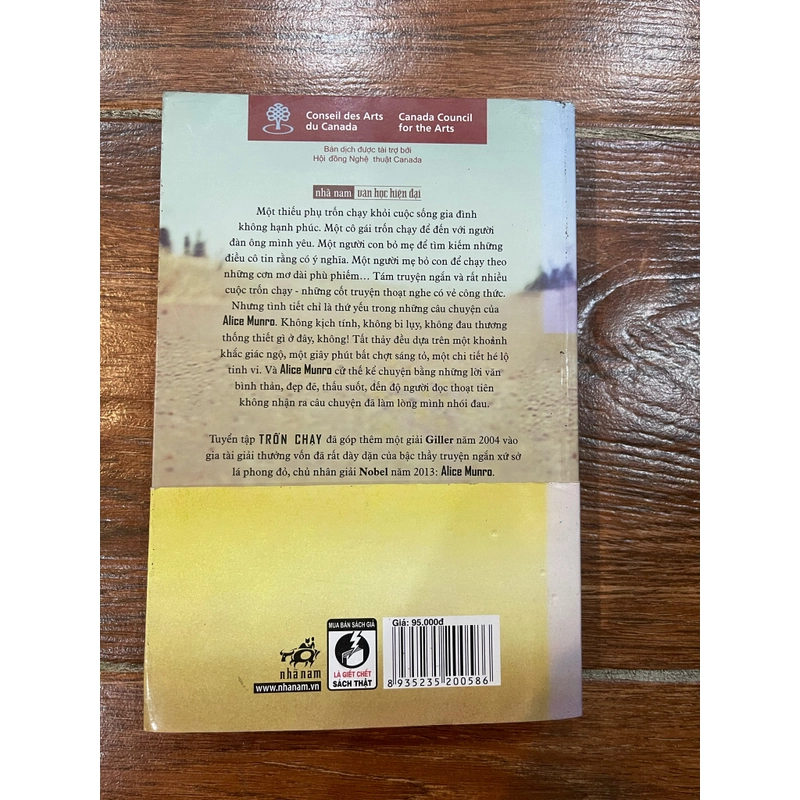 Conseil des Arts
du Canada
Canada Council
for the Arts
Bản dịch được tài trợ bởi
Hội đồng Nghệ thuật Canada
nhã nam văn học hiện đại
Một thiếu phụ trốn chạy khỏi cuộc sống gia đình
không hạnh phúc. Một cô gái trốn chạy để đến với người
đàn ông mình yêu. Một người con bỏ mẹ để tìm kiếm những
điều cô tin rằng có ý nghĩa. Một người mẹ bỏ con để chạy theo
những cơn mơ dài phù phiếm... Tám truyện ngắn và rất nhiều
cuộc trốn chạy - những cốt truyện thoạt nghe có vẻ công thức.
Nhưng tình tiết chỉ là thứ yếu trong những câu chuyện của
Alice Munro. Không kịch tính, không bi lụy, không đau thương
thống thiết gì ở đây, không! Tất thảy đều dựa trên một khoảnh
khắc giác ngộ, một giây phút bất chợt sáng tỏ, một chi tiết hé lộ
tinh vi. Và Alice Munro cứ thế kể chuyện bằng những lời văn
bình thản, đẹp đẽ, thấu suốt, đến độ người đọc thoạt tiên
không nhận ra câu chuyện đã làm lòng mình nhói đau.
Tuyển tập TRỐN CHẠY đã góp thêm một giải Giller năm 2004 vào
gia tài giải thưởng vốn đã rất dày dặn của bậc thầy truyện ngắn xứ sở
lá phong đỏ, chủ nhân giải Nobel năm 2013: Alice Munro.
nhã nam
www.nhanam.vn
MUA BÁN SÁCH GIẢ
LÀ GIẾT CHẾT
SÁCH THẬT
Giá: 95.000đ
8 935235 200586